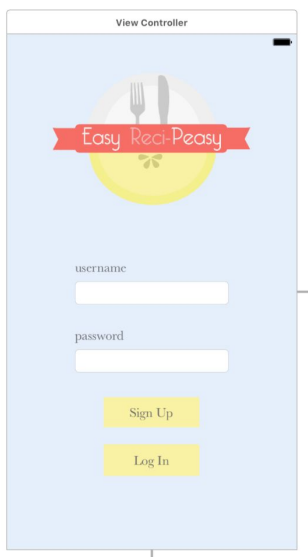 View Controller
Easy Reci-Peasy
username
password
Sign Up
Log In